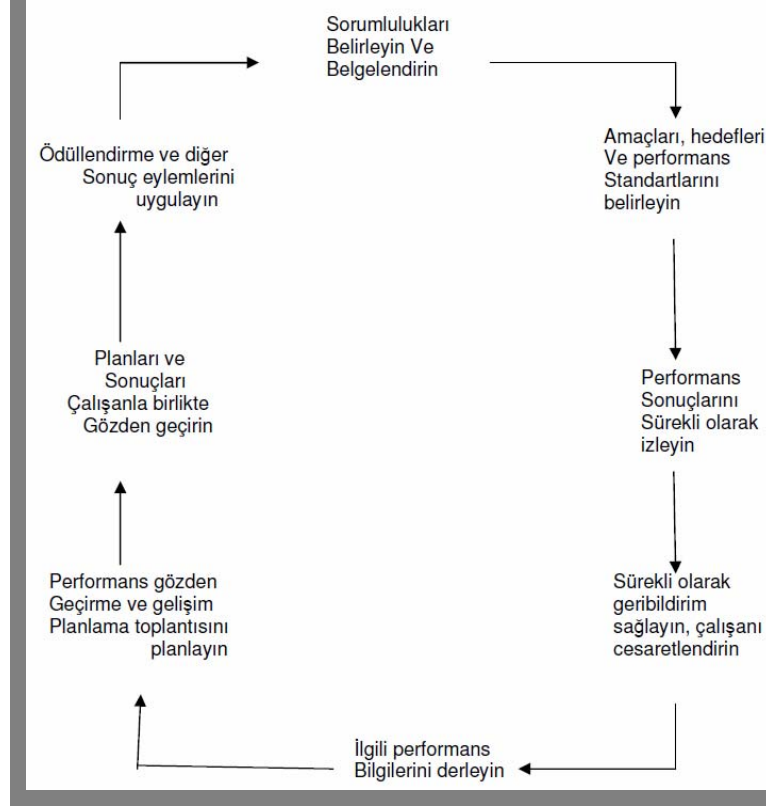 Sorumlulukları
Belirleyin Ve
Belgelendirin
Amaçları, hedefleri
Ve performans
Standartlarını
belirleyin
Performans
Sonuçlarını
Sürekli olarak
izleyin
Sürekli olarak
geribildirim
sağlayın, çalışanı
cesaretlendirin
İlgili performans
Bilgilerini derleyin
Performans gözden
Geçirme ve gelişim
Planlama toplantısını
planlayın
Planları ve
Sonuçları
Çalışanla birlikte
Gözden geçirin
Ödüllendirme ve diğer
Sonuç eylemlerini
uygulayın